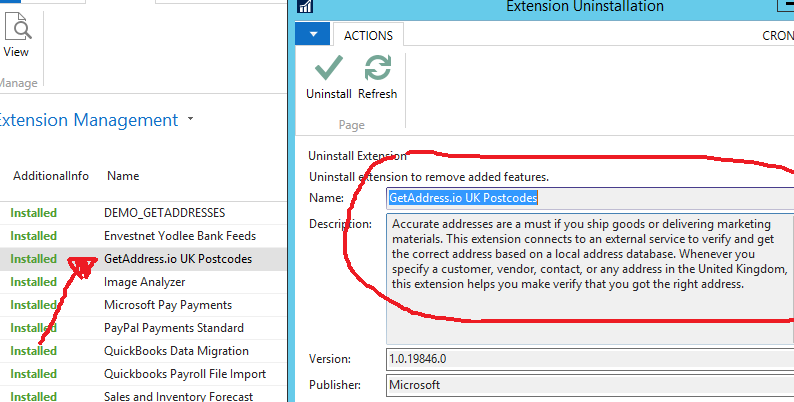 View
Manage
Extension Management
AdditionalInfo Name
Installed DEMO_GETADDRESSES
Installed Envestnet Yodlee Bank Feeds
Installed GetAddress.io UK Postcodes
Installed Image Analyzer
Installed Microsoft Pay Payments
Installed PayPal Payments Standard
Installed QuickBooks Data Migration
Installed QuickBooks Payroll File Import
Installed Sales and Inventory Forecast
Extension Uninstallation
ACTIONS
CRON
Uninstall Refresh
Page
Uninstall Extension
Uninstall extension to remove added features.
Name: GetAddress.io UK Postcodes
Description: Accurate addresses are a must if you ship goods or delivering marketing
materials. This extension connects to an external service to verify and get
the correct address based on a local address database. Whenever you
specify a customer, vendor, contact, or any address in the United Kingdom,
this extension helps you make verify that you got the right address.
Version: 1.0.19846.0
Publisher: Microsoft